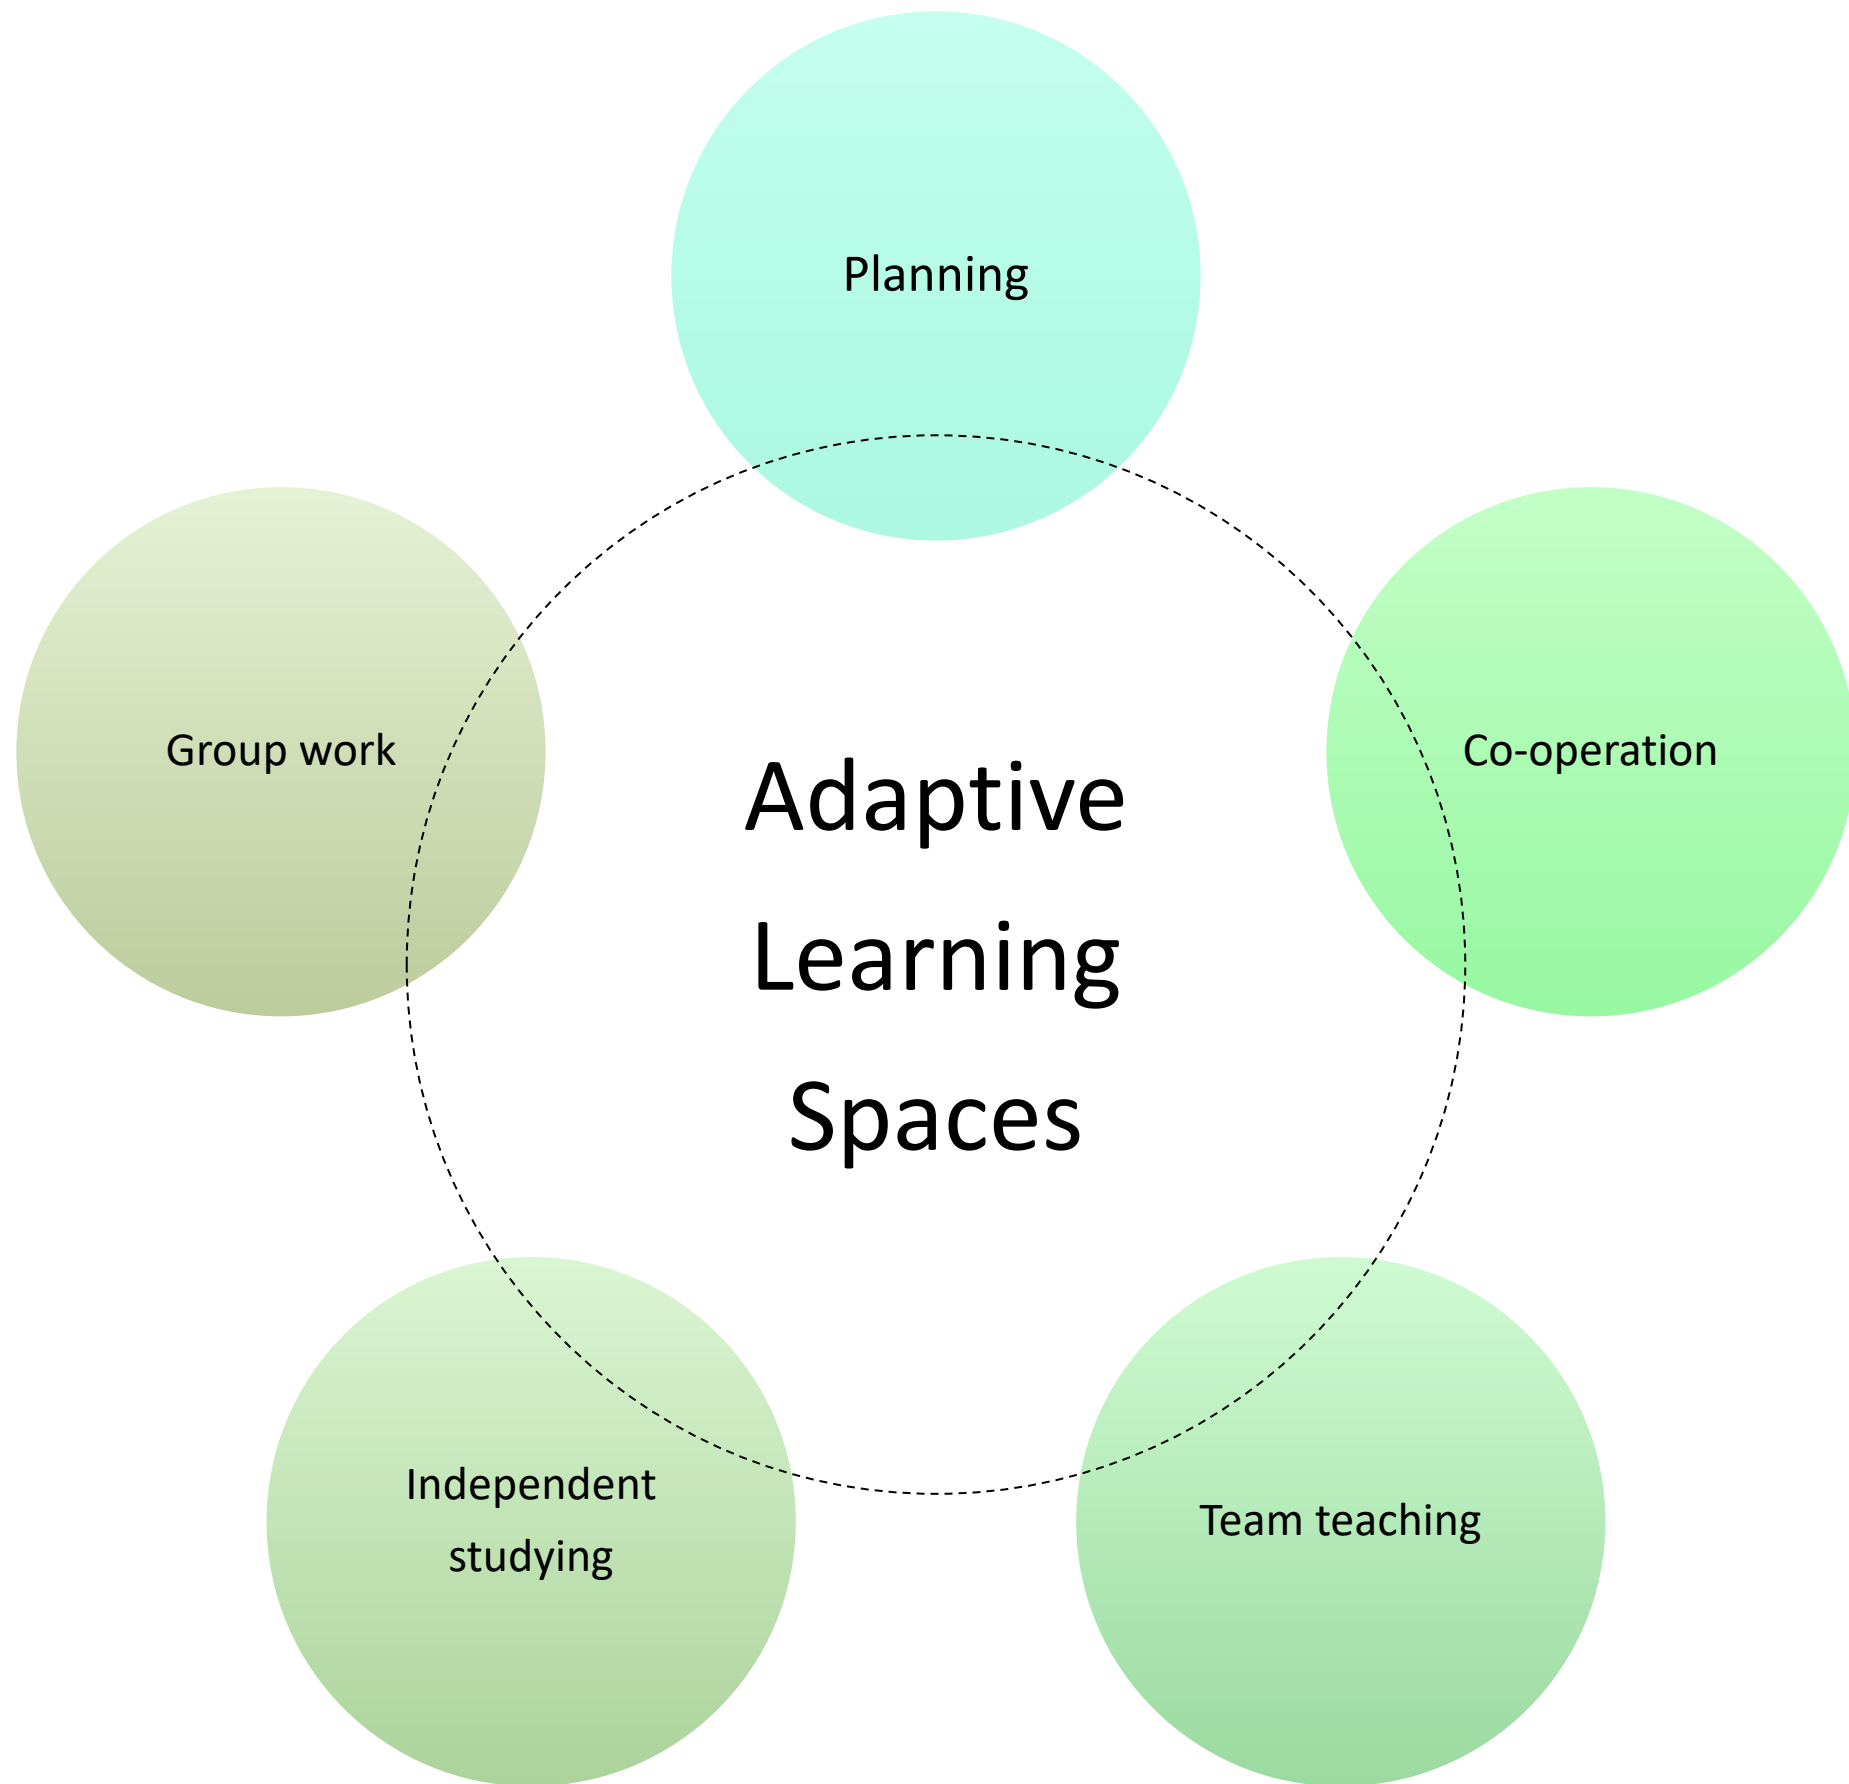 Planning
Group work
Co-operation
Adaptive
Learning
Spaces
Independent
studying
Team teaching